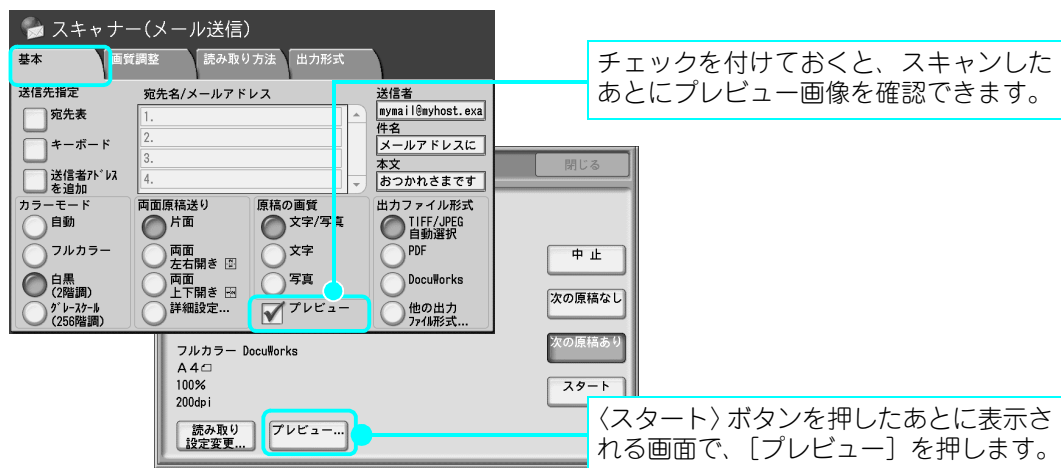 スキャナー(メール送信)
基本 画質調整 読み取り方法 出力形式
送信先指定 宛先名/メールアドレス 送信者
宛先表 1. mymail@myhost.exa
件名
キーボード 2. メールアドレスに
3. 本文
送信者ｱﾄﾞﾚｽ
を追加 4. おつかれさまです
カラーモード 両面原稿送り 原稿の画質 出力ファイル形式
自動 片面 文字/写真 TIFF/JPEG
自動選択
フルカラー 両面
左右開き 文字 PDF
白黒
(2階調) 両面
上下開き 写真 DocuWorks
ｸﾞﾚｰｽｹｰﾙ
(256階調) 詳細設定... プレビュー 他の出力
ﾌｧｲﾙ形式...
チェックを付けておくと、スキャンした
あとにプレビュー画像を確認できます。
閉じる
中 止
次の原稿なし
次の原稿あり
スタート
フルカラー DocuWorks
A4
100%
200dpi
読み取り
設定変更... プレビュー...
〈スタート〉ボタンを押したあとに表示さ
れる画面で、［プレビュー］を押します。